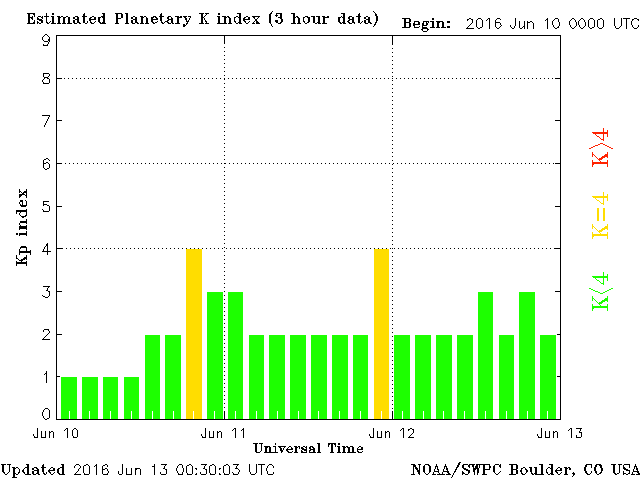 Estimated Planetary K index (3 hour data) Begin: 2016 Jun 10 0000 UTC
9
8
7
6
5
4
3
2
1
0
Kp index
K>4
K=4
K<4
Jun 10 Jun 11 Jun 12 Jun 13
Universal Time
Updated 2016 Jun 13 00:30:03 UTC NOAA/SWPC Boulder, CO USA